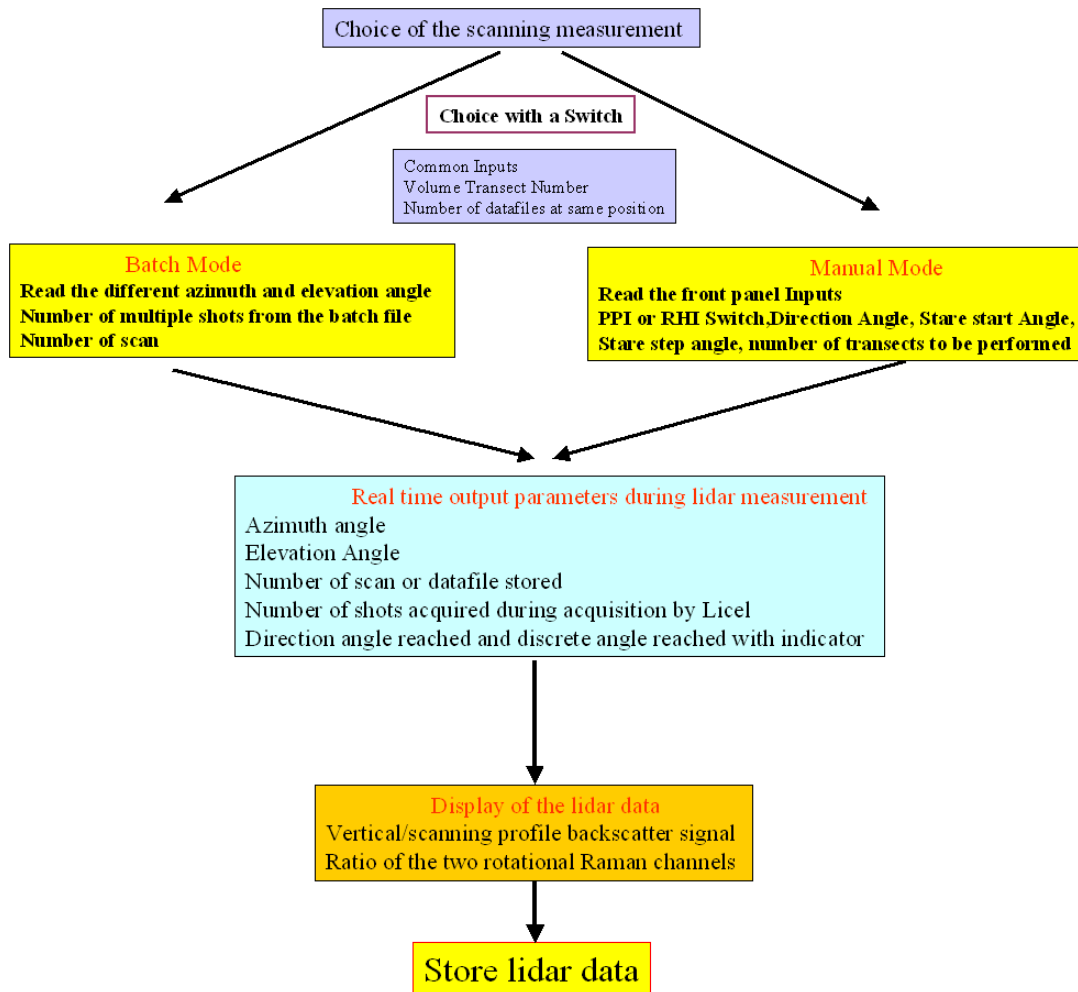 Choice of the scanning measurement
Choice with a Switch
Common Inputs
Volume Transect Number
Number of datafiles at same position
Batch Mode
Read the different azimuth and elevation angle
Number of multiple shots from the batch file
Number of scan
Manual Mode
Read the front panel Inputs
PPI or RHI Switch,Direction Angle, Stare start Angle,
Stare step angle, number of transects to be performed
Real time output parameters during lidar measurement
Azimuth angle
Elevation Angle
Number of scan or datafile stored
Number of shots acquired during acquisition by Licel
Direction angle reached and discrete angle reached with indicator
Display of the lidar data
Vertical/scanning profile backscatter signal
Ratio of the two rotational Raman channels
Store lidar data